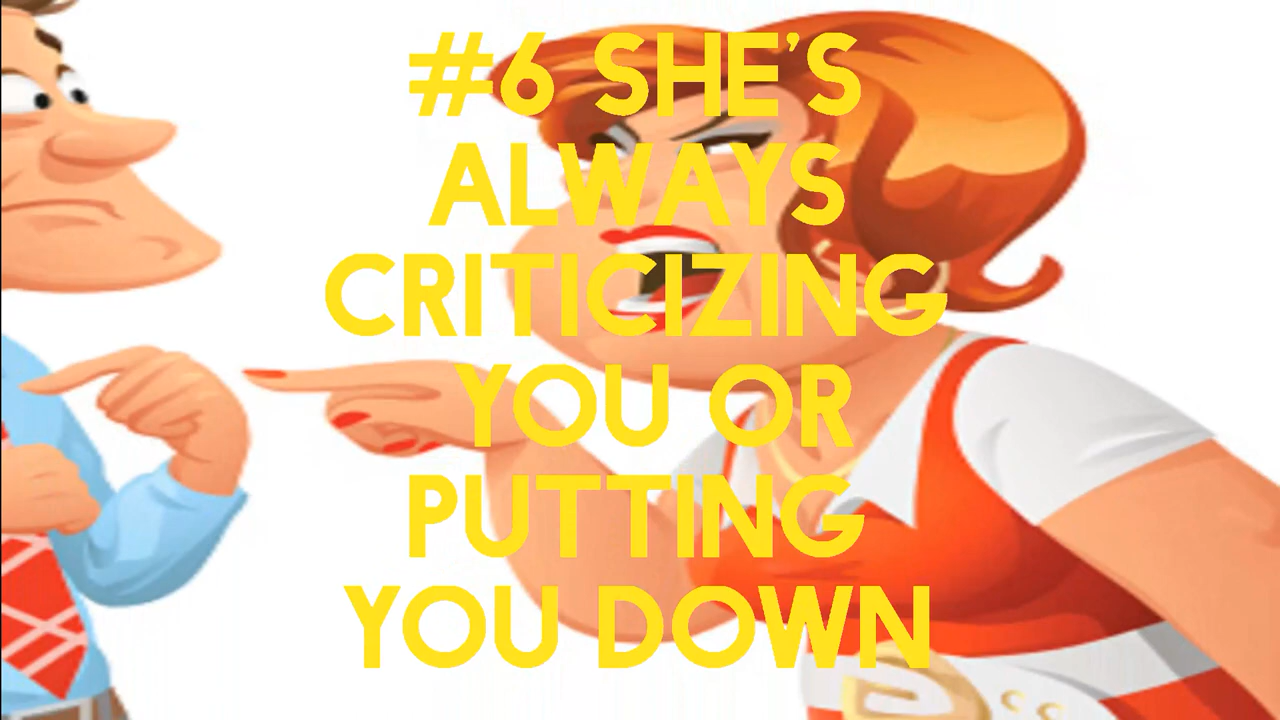 #6 SHE'S
ALWAYS
CRITICIZING
YOU OR
PUTTING
YOU DOWN